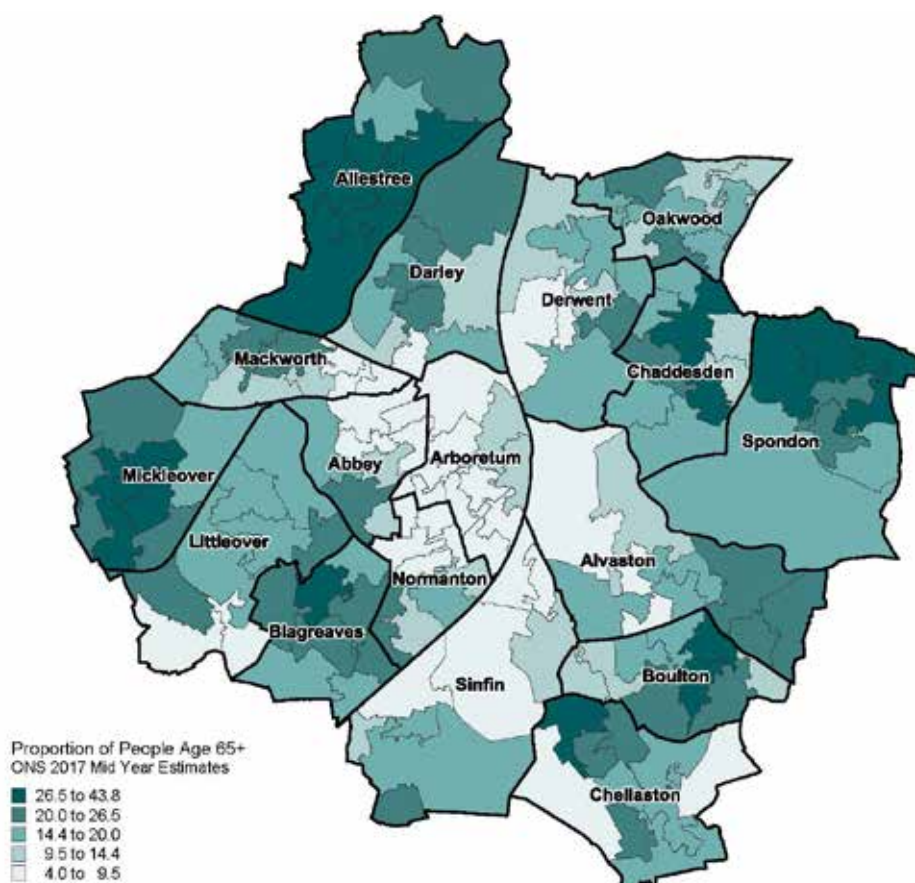 Allestree
Oakwood
Darley
Derwent
Mackworth
Chaddesden
Spondon
Mickleover
Abbey
Arboretum
Littleover
Alvaston
Normanton
Blagreaves
Boulton
Sinfin
Chellaston
Proportion of People Age 65+
ONS 2017 Mid Year Estimates
26.5 to 43.8
20.0 to 26.5
14.4 to 20.0
9.5 to 14.4
4.0 to 9.5